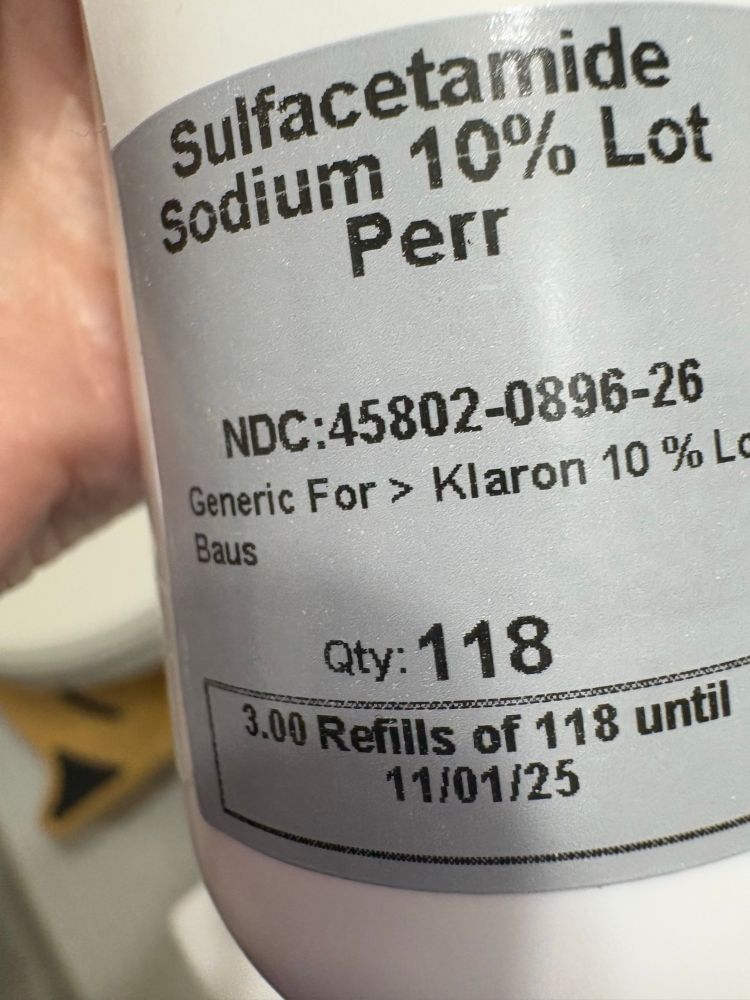 Sulfacetamide
Sodium 10% Lot
Perr
NDC:45802-0896-26
Generic For > Klaron 10 % Lo
Baus
Qty: 118
3.00 Refills of 118 until
11/01/25